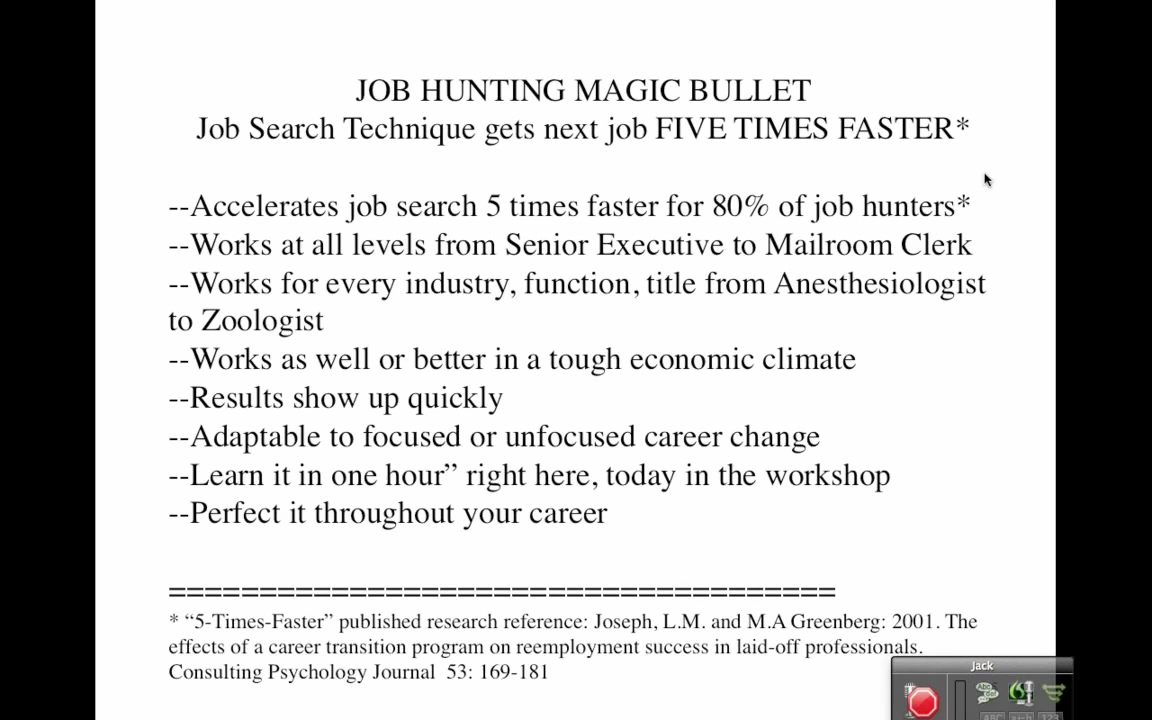 JOB HUNTING MAGIC BULLET
Job Search Technique gets next job FIVE TIMES FASTER*
--Accelerates job search 5 times faster for 80% of job hunters*
--Works at all levels from Senior Executive to Mailroom Clerk
--Works for every industry, function, title from Anesthesiologist
to Zoologist
--Works as well or better in a tough economic climate
--Results show up quickly
--Adaptable to focused or unfocused career change
--Learn it in one hour” right here, today in the workshop
--Perfect it throughout your career
=====================================
* “5-Times-Faster” published research reference: Joseph, L.M. and M.A Greenberg: 2001. The
effects of a career transition program on reemployment success in laid-off professionals.
Consulting Psychology Journal 53: 169-181
Jack